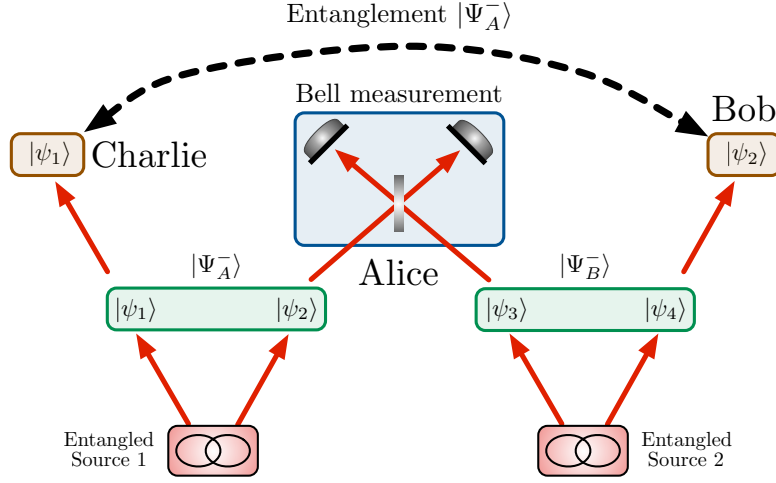 Entanglement |Ψ_A^-⟩
Bell measurement
Bob
|ψ_1⟩
Charlie
|ψ_2⟩
|Ψ_A^-⟩
Alice
|Ψ_B^-⟩
|ψ_1⟩
|ψ_2⟩
|ψ_3⟩
|ψ_4⟩
Entangled
Source 1
Entangled
Source 2